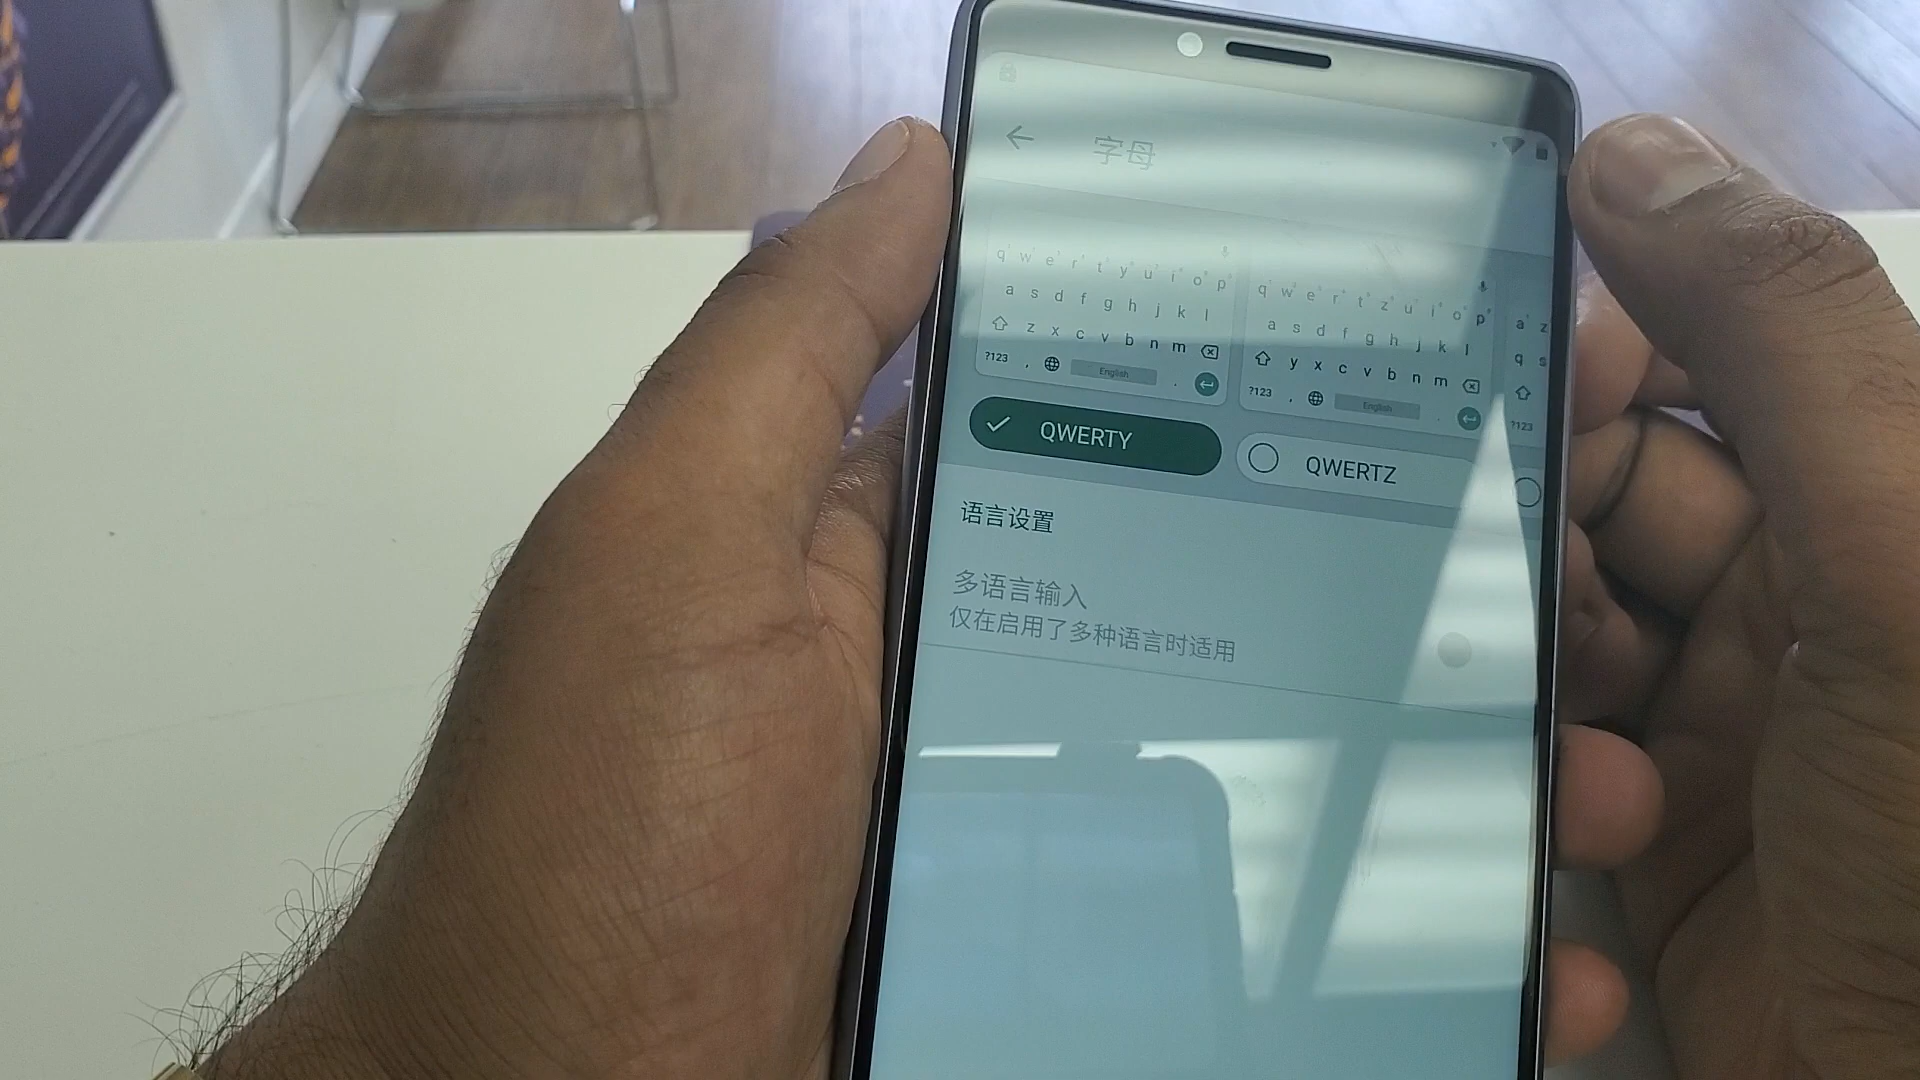 字母
q w e r t y u i o p
a s d f g h j k l
z x c v b n m
?123 , English .
q w e r t z u i o p
a s d f g h j k l
y x c v b n m
?123 , English .
a z
q s
?123
QWERTY
QWERTZ
语言设置
多语言输入
仅在启用了多种语言时适用